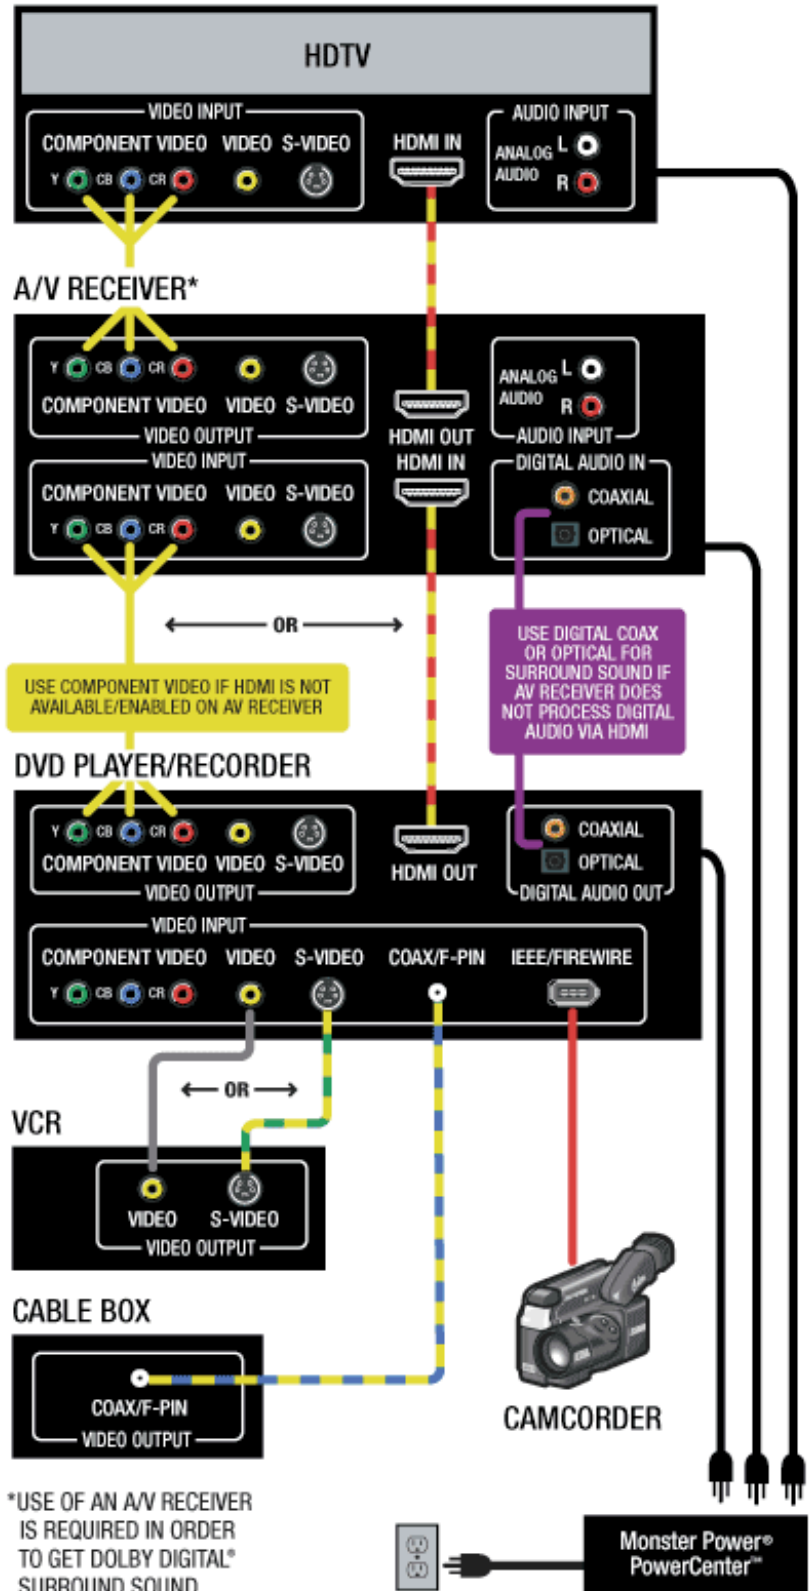 HDTV
VIDEO INPUT
COMPONENT VIDEO VIDEO S-VIDEO
Y CB CR
HDMI IN
AUDIO INPUT
ANALOG AUDIO L
R
A/V RECEIVER*
Y CB CR
COMPONENT VIDEO VIDEO S-VIDEO
VIDEO OUTPUT
HDMI OUT
ANALOG AUDIO L
R
AUDIO INPUT
VIDEO INPUT
COMPONENT VIDEO VIDEO S-VIDEO
Y CB CR
HDMI IN
DIGITAL AUDIO IN
COAXIAL
OPTICAL
OR
USE COMPONENT VIDEO IF HDMI IS NOT
AVAILABLE/ENABLED ON AV RECEIVER
USE DIGITAL COAX
OR OPTICAL FOR
SURROUND SOUND IF
AV RECEIVER DOES
NOT PROCESS DIGITAL
AUDIO VIA HDMI
DVD PLAYER/RECORDER
Y CB CR
COMPONENT VIDEO VIDEO S-VIDEO
VIDEO OUTPUT
HDMI OUT
COAXIAL
OPTICAL
DIGITAL AUDIO OUT
VIDEO INPUT
COMPONENT VIDEO VIDEO S-VIDEO COAX/F-PIN IEEE/FIREWIRE
Y CB CR
OR
VCR
VIDEO S-VIDEO
VIDEO OUTPUT
CABLE BOX
COAX/F-PIN
VIDEO OUTPUT
CAMCORDER
*USE OF AN A/V RECEIVER
IS REQUIRED IN ORDER
TO GET DOLBY DIGITAL®
SURROUND SOUND
Monster Power®
PowerCenter™